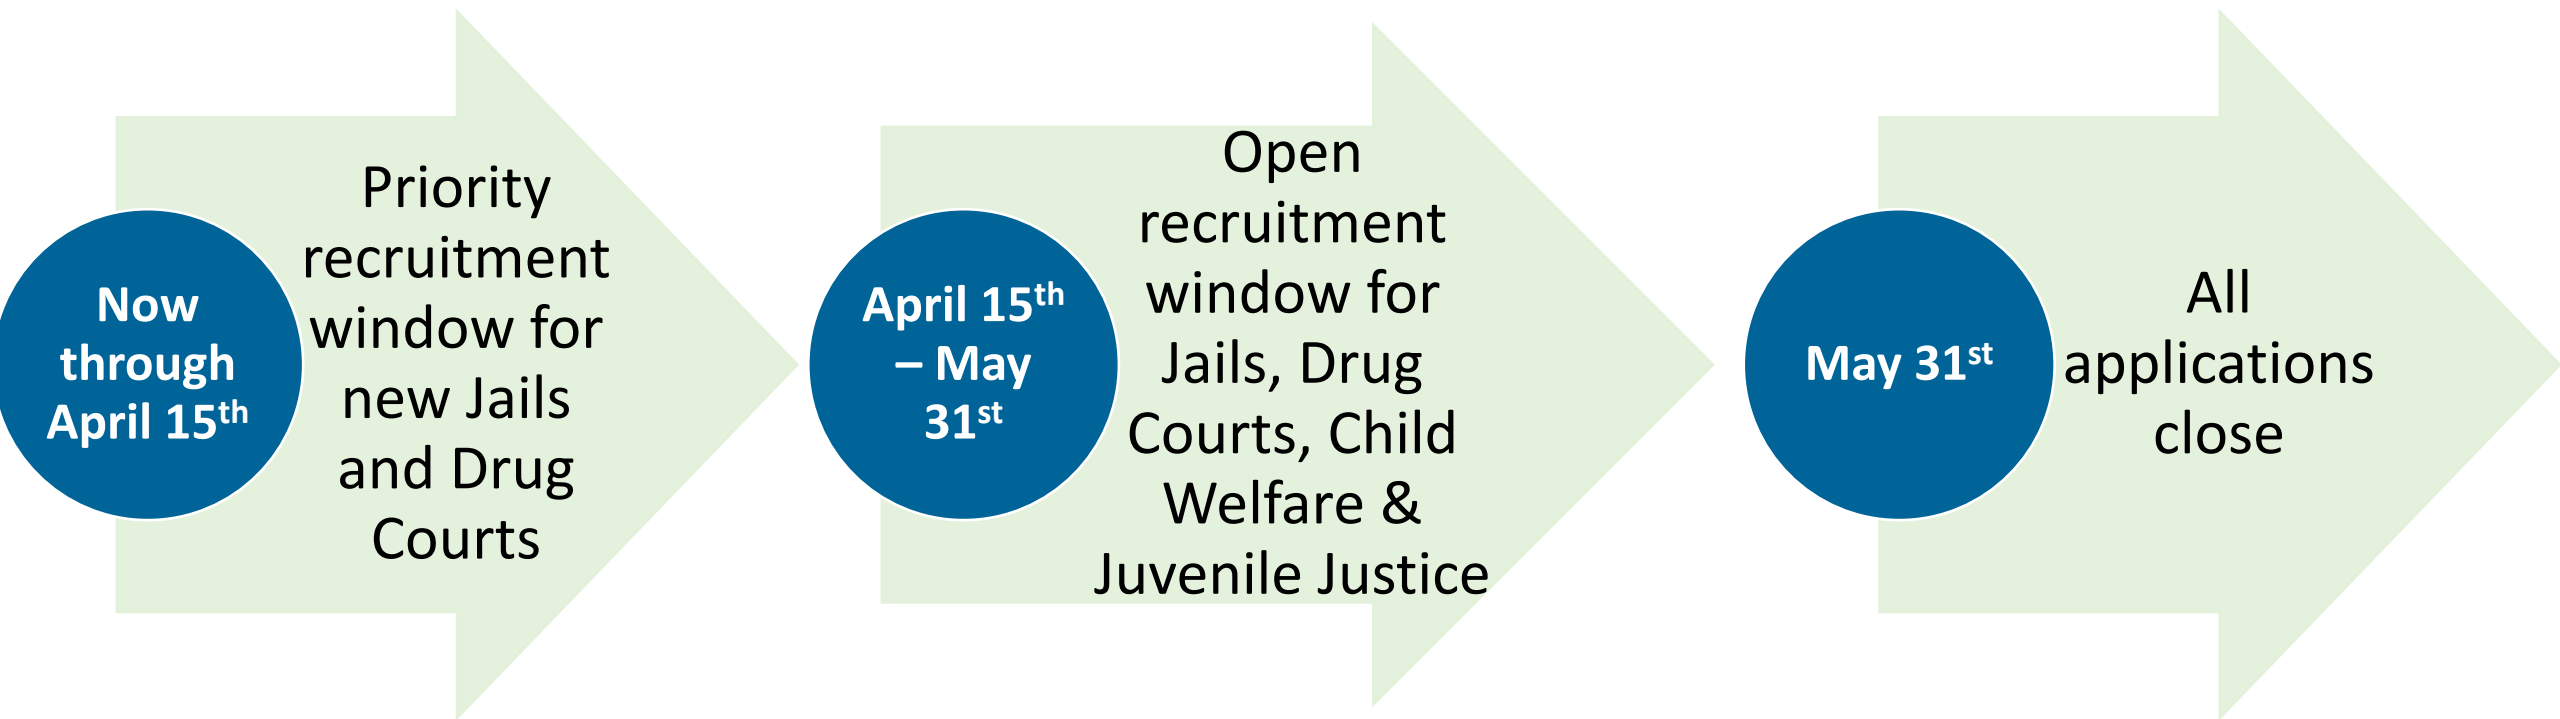 Now
through
April 15th
Priority
recruitment
window for
new Jails
and Drug
Courts
April 15th
– May
31st
Open
recruitment
window for
Jails, Drug
Courts, Child
Welfare &
Juvenile Justice
May 31st
All
applications
close